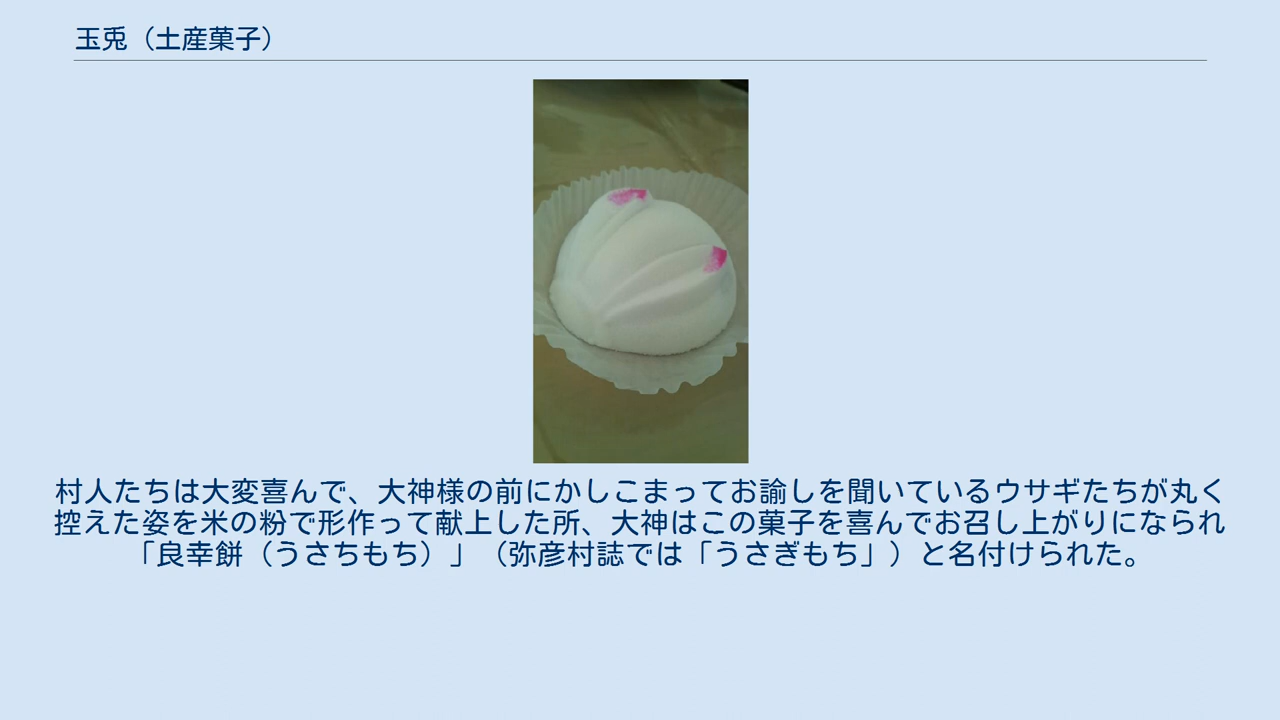 玉兎（土産菓子）
村人たちは大変喜んで、大神様の前にかしこまってお諭しを聞いているウサギたちが丸く
控えた姿を米の粉で形作って献上した所、大神はこの菓子を喜んでお召し上がりになられ
「良幸餅（うさちもち）」（弥彦村誌では「うさぎもち」）と名付けられた。